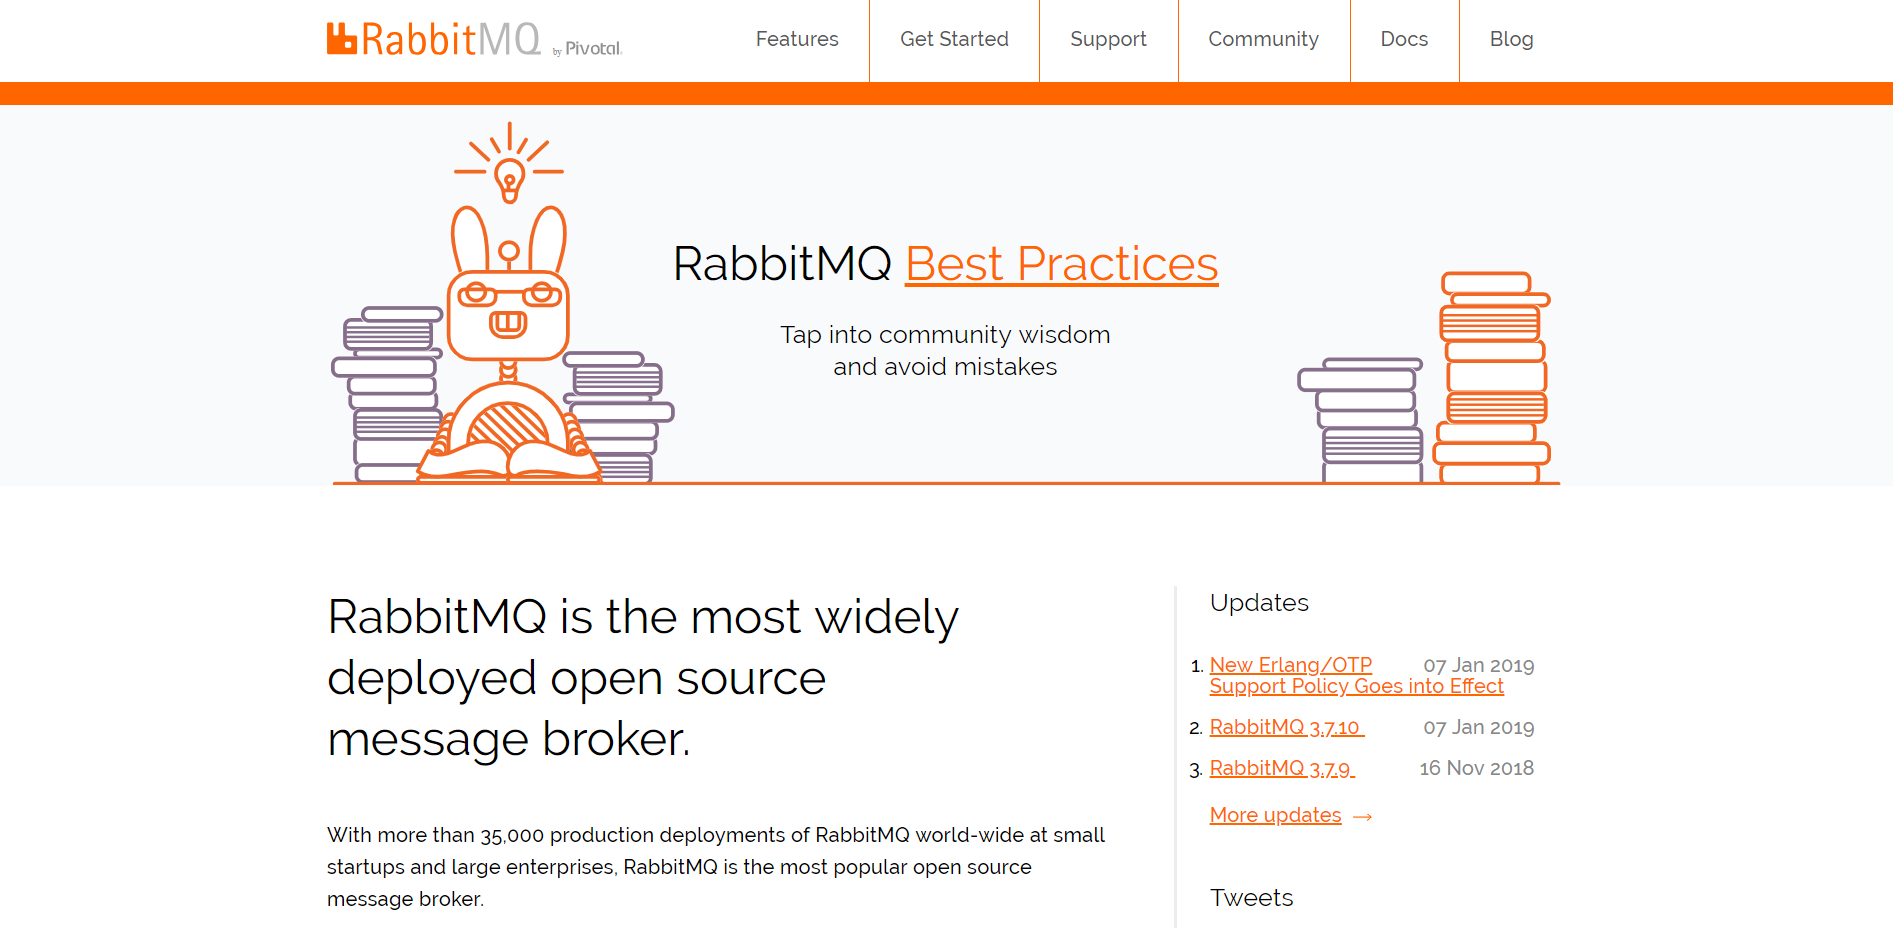 RabbitMQ by Pivotal
Features
Get Started
Support
Community
Docs
Blog
RabbitMQ Best Practices
Tap into community wisdom
and avoid mistakes
RabbitMQ is the most widely
deployed open source
message broker.
With more than 35,000 production deployments of RabbitMQ world-wide at small
startups and large enterprises, RabbitMQ is the most popular open source
message broker.
Updates
1. New Erlang/OTP 07 Jan 2019
Support Policy Goes into Effect
2. RabbitMQ 3.7.10 07 Jan 2019
3. RabbitMQ 3.7.9 16 Nov 2018
More updates →
Tweets